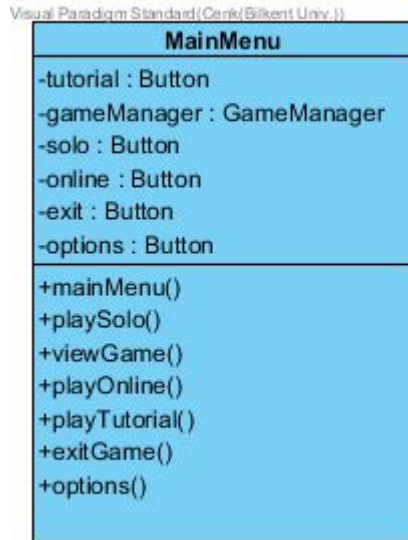 Visual Paradigm Standard(Cenk(Bilkent Univ.))
MainMenu
-tutorial : Button
-gameManager : GameManager
-solo : Button
-online : Button
-exit : Button
-options : Button
+mainMenu()
+playSolo()
+viewGame()
+playOnline()
+playTutorial()
+exitGame()
+options()